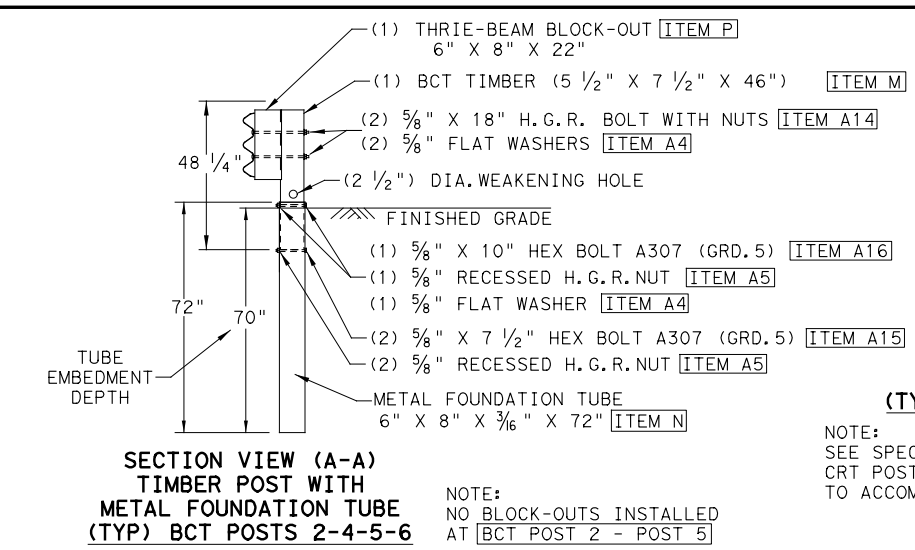 (1) THRIE-BEAM BLOCK-OUT ITEM P
6" X 8" X 22"
(1) BCT TIMBER (5 1/2" X 7 1/2" X 46") ITEM M
(2) 5/8" X 18" H.G.R. BOLT WITH NUTS ITEM A14
(2) 5/8" FLAT WASHERS ITEM A4
48 1/4"
(2 1/2") DIA.WEAKENING HOLE
FINISHED GRADE
(1) 5/8" X 10" HEX BOLT A307 (GRD.5) ITEM A16
(1) 5/8" RECESSED H.G.R.NUT ITEM A5
(1) 5/8" FLAT WASHER ITEM A4
72"
70"
(2) 5/8" X 7 1/2" HEX BOLT A307 (GRD.5) ITEM A15
(2) 5/8" RECESSED H.G.R.NUT ITEM A5
TUBE
EMBEDMENT
DEPTH
METAL FOUNDATION TUBE
6" X 8" X 3/16" X 72" ITEM N
SECTION VIEW (A-A)
TIMBER POST WITH
METAL FOUNDATION TUBE
(TYP) BCT POSTS 2-4-5-6
NOTE:
NO BLOCK-OUTS INSTALLED
AT BCT POST 2 - POST 5
(TY
NOTE:
SEE SPEC
CRT POST
TO ACCOM